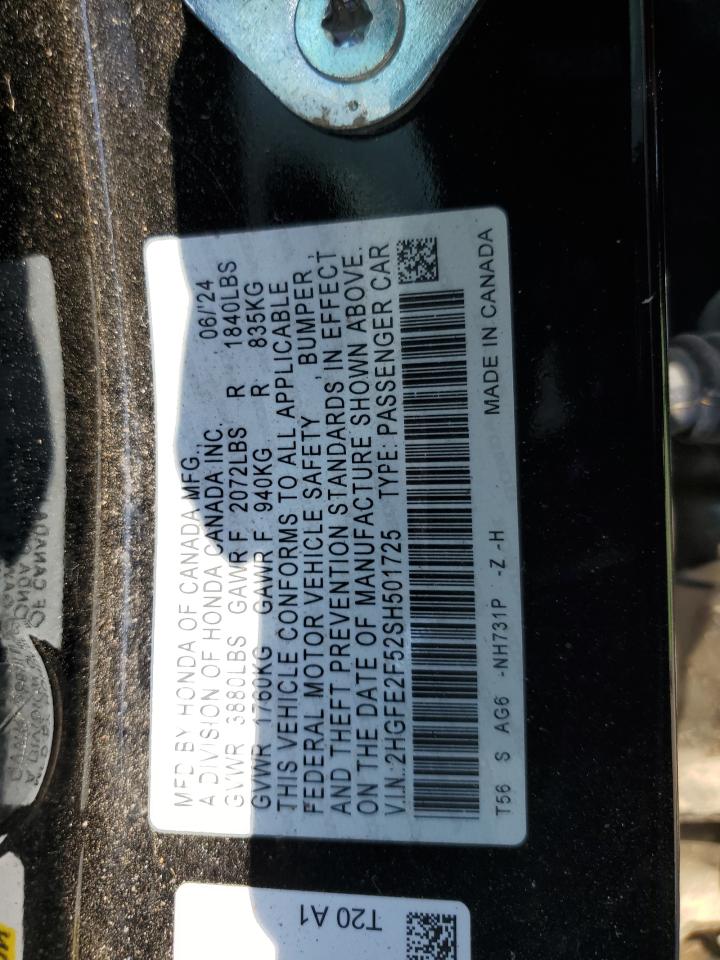 MFD BY HONDA OF CANADA MFG.,
A DIVISION OF HONDA CANADA INC. 06/'24
GVWR 3880LBS GAWR F 2072LBS R 1840LBS
GVWR 1760KG GAWR F 940KG R 835KG
THIS VEHICLE CONFORMS TO ALL APPLICABLE
FEDERAL MOTOR VEHICLE SAFETY , BUMPER ,
AND THEFT PREVENTION STANDARDS IN EFFECT
ON THE DATE OF MANUFACTURE SHOWN ABOVE.
V.I.N.:2HGFE2F52SH501725 TYPE: PASSENGER CAR
T56 S AG6 -NH731P -Z -H MADE IN CANADA
T20 A1